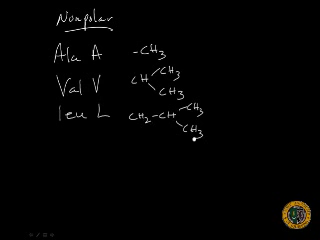 Nonpolar
Ala A -CH3
Val V CH CH3
CH3
leu L CH2-CH CH3
CH3